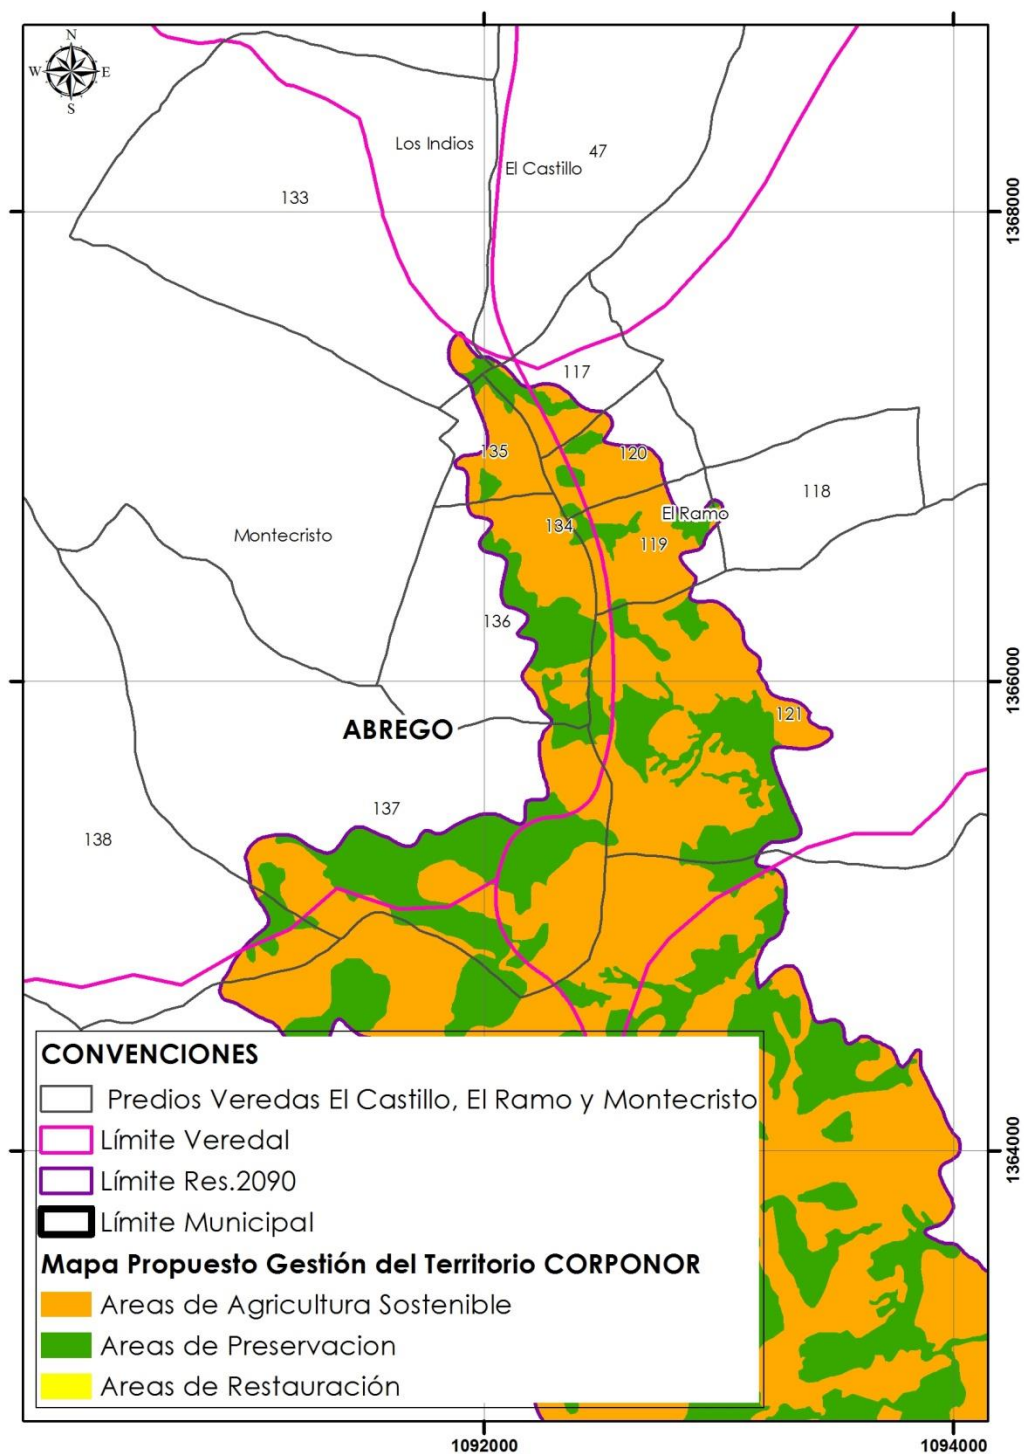 N
W E
S
Los Indios
47
El Castillo
133
1368000
117
135
120
118
El Ramo
134
119
Montecristo
136
1366000
121
ABREGO
137
138
CONVENCIONES
Predios Veredas El Castillo, El Ramo y Montecristo
Límite Veredal
1364000
Límite Res.2090
Límite Municipal
Mapa Propuesto Gestión del Territorio CORPONOR
Areas de Agricultura Sostenible
Areas de Preservacion
Areas de Restauración
1092000
1094000